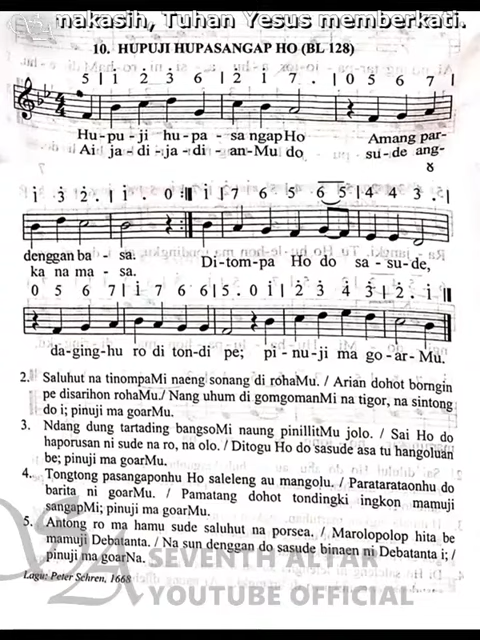 makasih, Tuhan Yesus memberkati.
10. HUPUJI HUPASANGAP HO (BL 128)
5 | i 2 3 6 | 2 i 7 . | 0 5 6 7 |
4 4
Hu - pu - ji hu - pa - sa ngap Ho Amang par-
Ai ja - di - ja - di - an-Mu do su - de ang-
i 3 2 . | i . 0 :|| i | 7 6 5 6 5 | 4 4 3 . |
denggan ba - sa. Di - tom - pa Ho do sa - su - de,
ka na ma - sa.
0 5 6 7 | i 7 6 6 | 5 . 0 i | 2 3 4 3 | 2 . i ||
da - ging - hu ro di ton - di pe; pi - nu - ji ma go - ar - Mu.
2. Saluhut na tinompaMi naeng sonang di rohaMu. / Arian dohot borngin
pe disarihon rohaMu./ Nang uhum di gomgomanMi na tigor, na sintong
do i; pinuji ma goarMu.
3. Ndang dung tartading bangsoMi naung pinillitMu jolo. / Sai Ho do
haporusan ni sude na ro, na olo. / Ditogu Ho do sasude asa tu hangoluan
be; pinuji ma goarMu.
4. Tongtong pasangaponhu Ho saleleng au mangolu. / Paratarataonhu do
barita ni goarMu. / Pamatang dohot tondingki ingkon mamuji
sangapMi; pinuji ma goarMu.
5. Antong ro ma hamu sude saluhut na porsea. / Marolopolop hita be
mamuji Debatanta. / Na sun denggan do sasude binaen ni Debatanta i; /
pinuji ma goarNa.
Lagu: Peter Sohren, 1668
SEVENTH ALTAR
YOUTUBE OFFICIAL